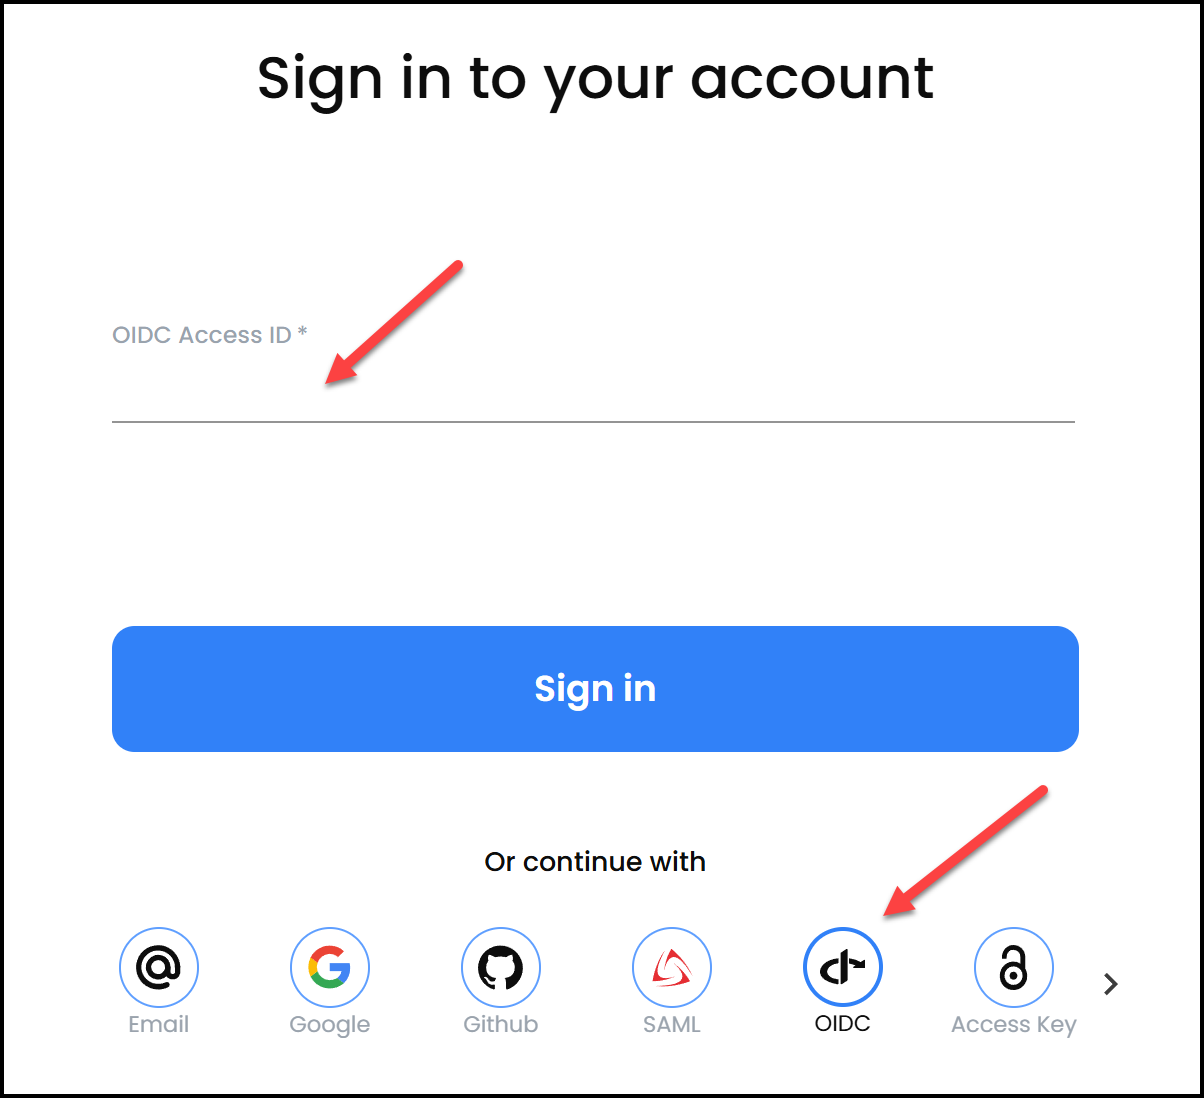 Sign in to your account
OIDC Access ID *
Sign in
Or continue with
Email Google Github SAML OIDC Access Key